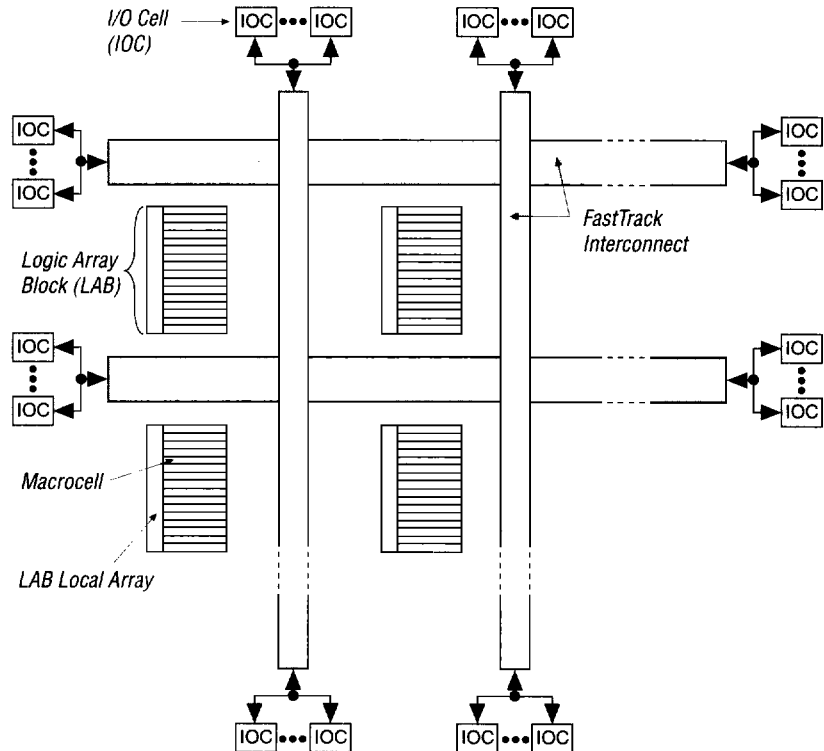 I/O Cell
(IOC)
IOC IOC
IOC IOC
IOC
IOC
IOC
IOC
FastTrack
Interconnect
Logic Array
Block (LAB)
IOC
IOC
IOC
IOC
Macrocell
LAB Local Array
IOC IOC
IOC IOC